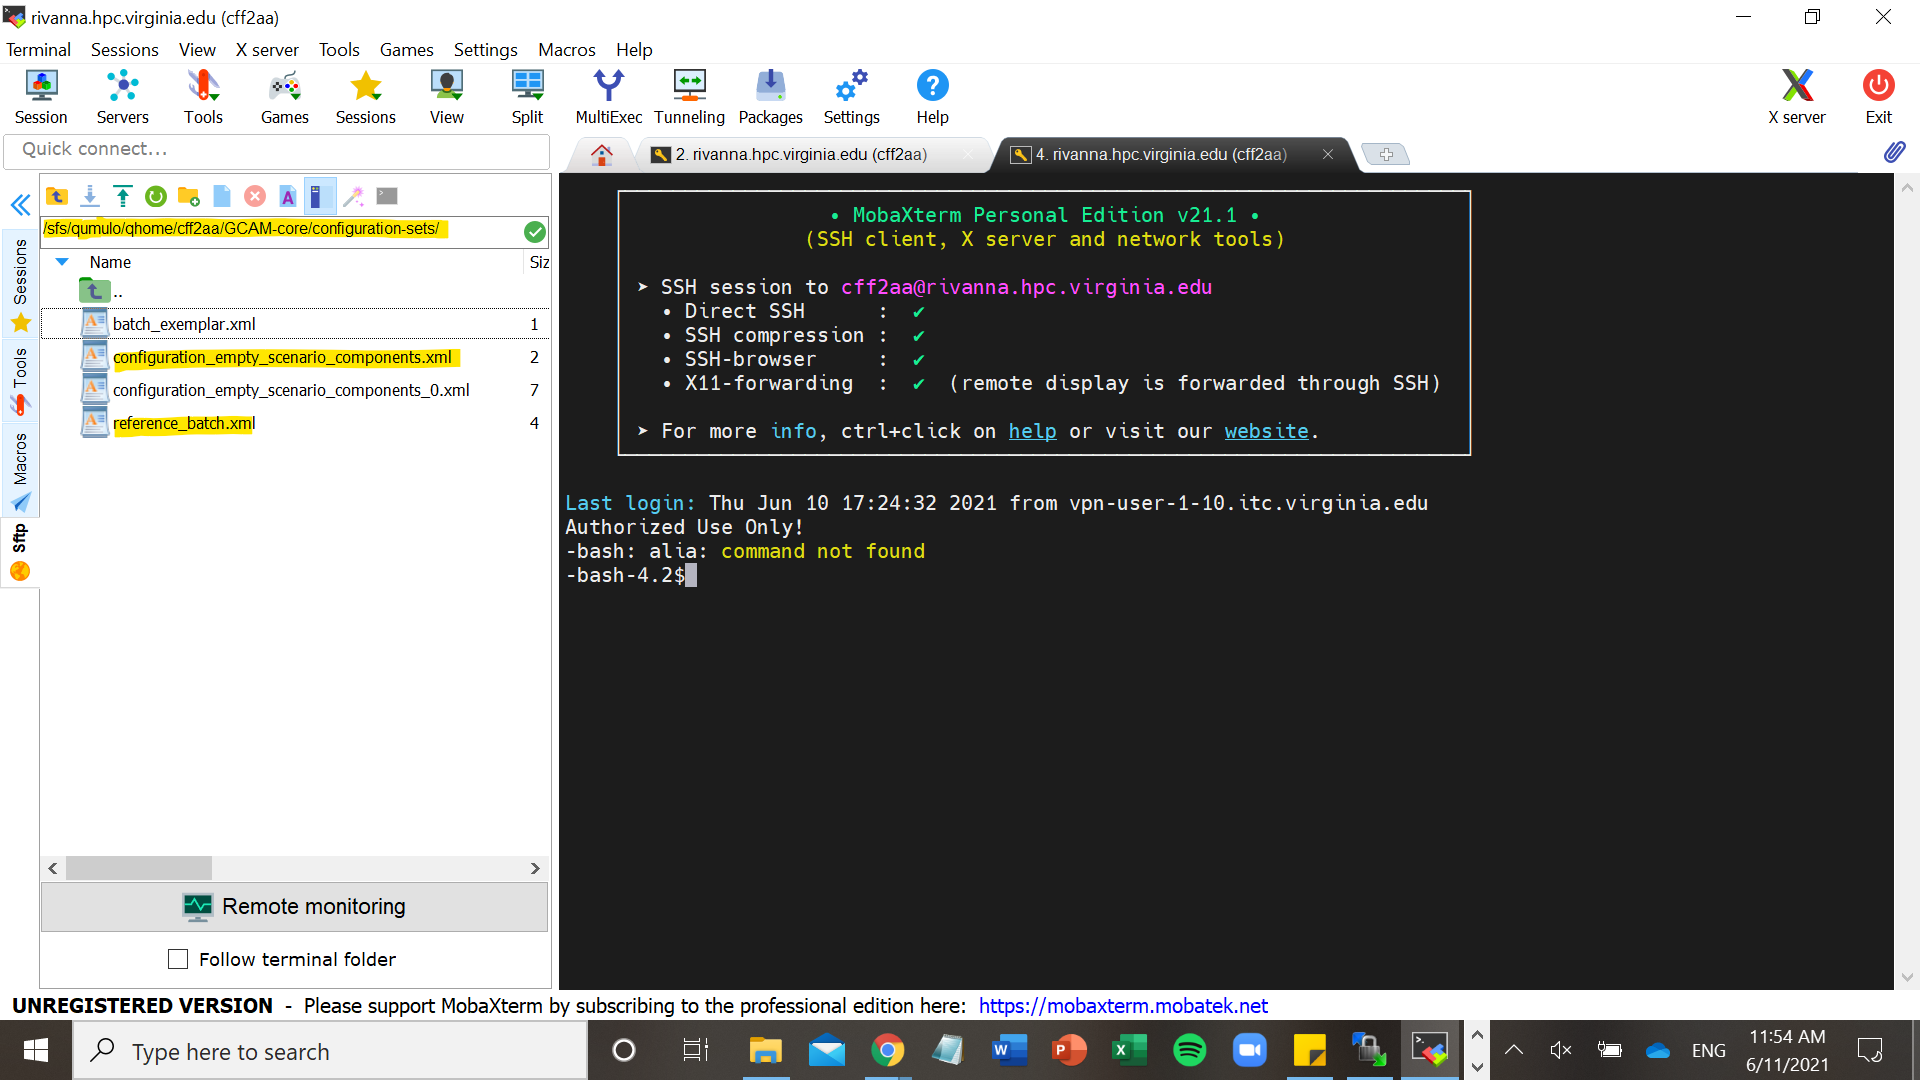 rivanna.hpc.virginia.edu (cff2aa)
Terminal Sessions View X server Tools Games Settings Macros Help
Session Servers Tools Games Sessions View Split MultiExec Tunneling Packages Settings Help X server Exit
Quick connect...
2. rivanna.hpc.virginia.edu (cff2aa)
4. rivanna.hpc.virginia.edu (cff2aa)
Sessions
Tools
Macros
Sftp
/sfs/qumulo/qhome/cff2aa/GCAM-core/configuration-sets/
Name Siz
..
batch_exemplar.xml 1
configuration_empty_scenario_components.xml 2
configuration_empty_scenario_components_0.xml 7
reference_batch.xml 4
Remote monitoring
Follow terminal folder
• MobaXterm Personal Edition v21.1 •
(SSH client, X server and network tools)
➤ SSH session to cff2aa@rivanna.hpc.virginia.edu
• Direct SSH : ✔
• SSH compression : ✔
• SSH-browser : ✔
• X11-forwarding : ✔ (remote display is forwarded through SSH)
➤ For more info, ctrl+click on help or visit our website.
Last login: Thu Jun 10 17:24:32 2021 from vpn-user-1-10.itc.virginia.edu
Authorized Use Only!
-bash: alia: command not found
-bash-4.2$
UNREGISTERED VERSION - Please support MobaXterm by subscribing to the professional edition here: https://mobaxterm.mobatek.net
Type here to search
ENG
11:54 AM
6/11/2021